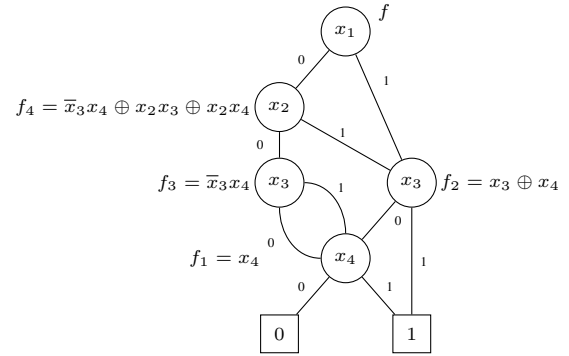 f
x₁
0
1
f₄ = x̅₃x₄ ⊕ x₂x₃ ⊕ x₂x₄
x₂
0
1
f₃ = x̅₃x₄
x₃
1
x₃
f₂ = x₃ ⊕ x₄
0
0
f₁ = x₄
x₄
1
0
1
0
1